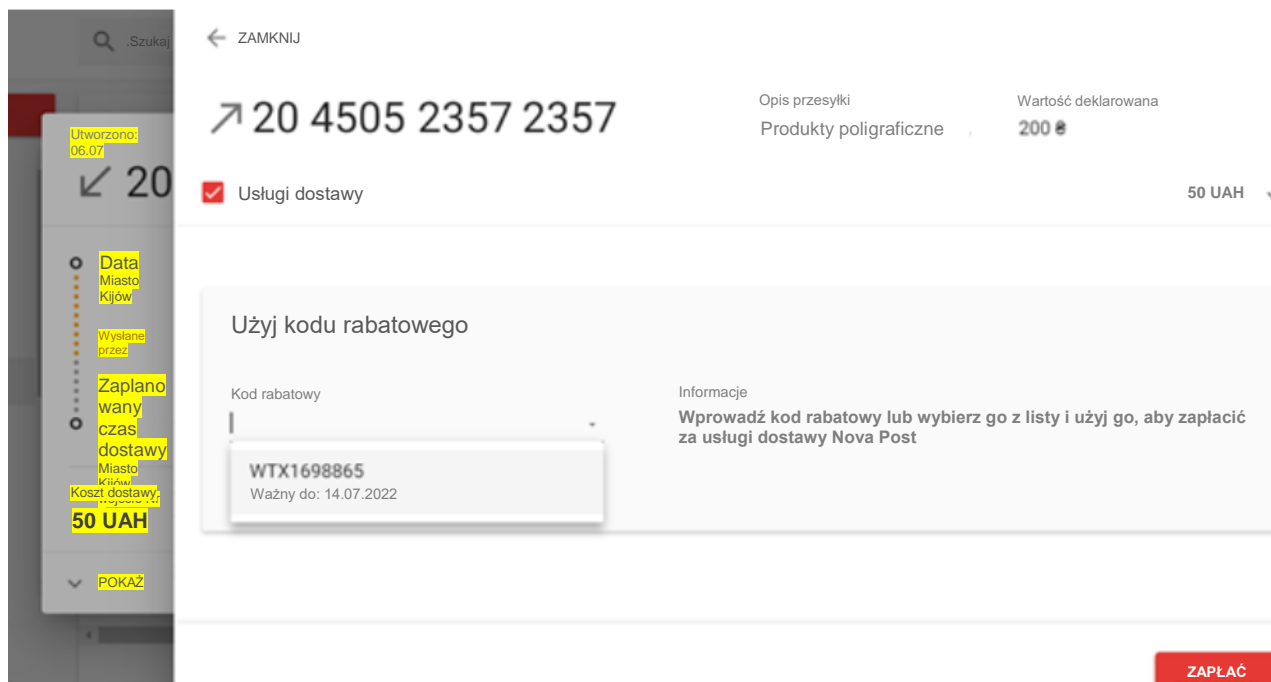 .Szukaj
ZAMKNIJ
20 4505 2357 2357
Opis przesyłki
Produkty poligraficzne
Wartość deklarowana
200 ₴
Usługi dostawy
50 UAH
Utworzono:
06.07
20
Data
Miasto
Kijów
Wysłane
przez
Zaplano
wany
czas
dostawy
Miasto
Kijów
Koszt dostawy:
50 UAH
POKAŻ
Użyj kodu rabatowego
Kod rabatowy
WTX1698865
Ważny do: 14.07.2022
Informacje
Wprowadź kod rabatowy lub wybierz go z listy i użyj go, aby zapłacić
za usługi dostawy Nova Post
ZAPŁAĆ